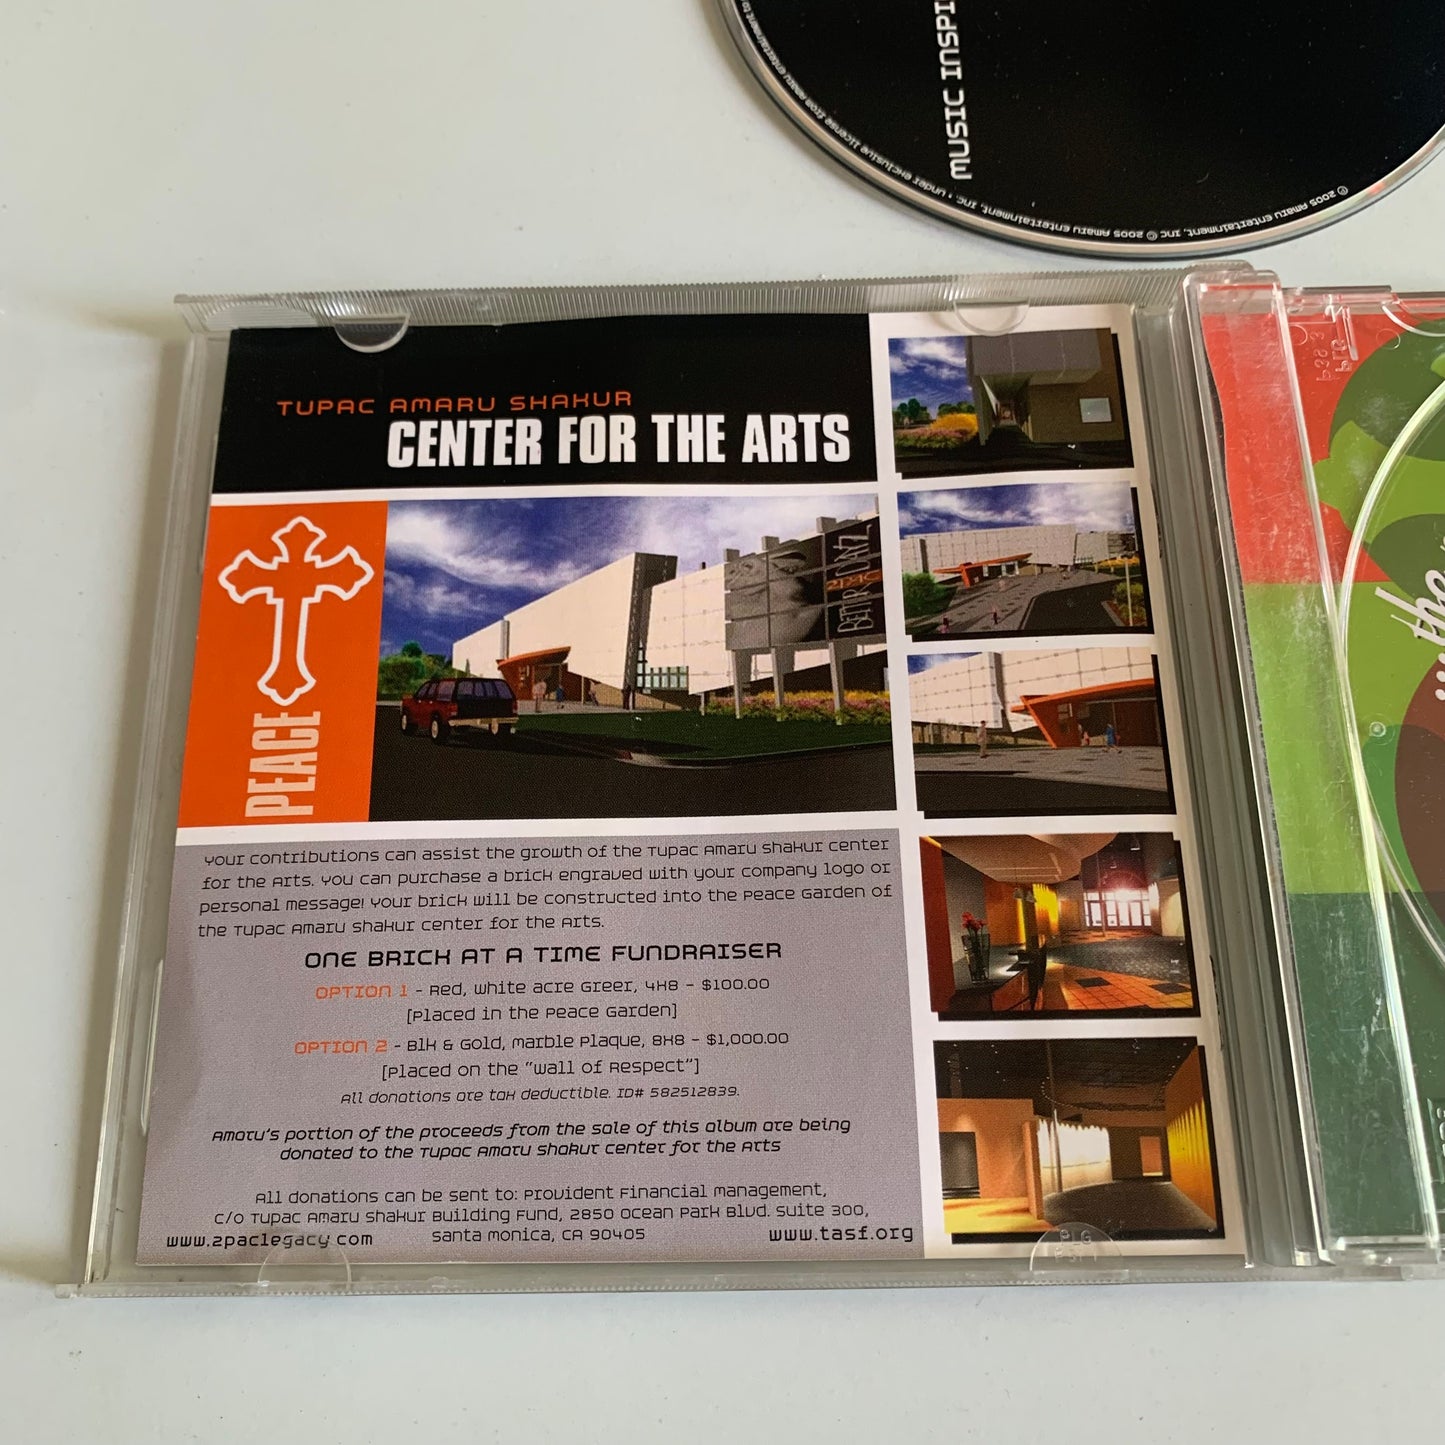 MUSIC INSPI
℗ 2005 Amaru Entertainment, Inc © 2005 Amaru Entertainment, Inc. • Under exclusive license from Amaru Entertainment to
TUPAC AMARU SHAKUR
CENTER FOR THE ARTS
PEACE
2PAC
BETTER DAYZ
Your contributions can assist the growth of the Tupac Amaru Shakur Center
for the Arts. You can purchase a brick engraved with your company logo or
personal message! Your brick will be constructed into the Peace Garden of
the Tupac Amaru Shakur Center for the Arts.
ONE BRICK AT A TIME FUNDRAISER
OPTION 1 - Red, White Acre Greer, 4X8 - $100.00
[Placed in the Peace Garden]
OPTION 2 - Blk & Gold, Marble Plaque, 8X8 - $1,000.00
[Placed on the "Wall of Respect"]
All donations are tax deductible. ID# 582512839.
Amaru's portion of the proceeds from the sale of this album are being
donated to the Tupac Amaru Shakur Center for the Arts
All donations can be sent to: Provident Financial Management,
C/O Tupac Amaru Shakur Building Fund, 2850 Ocean Park Blvd. Suite 300,
www.2paclegacy.com Santa Monica, CA 90405 www.tasf.org
...the